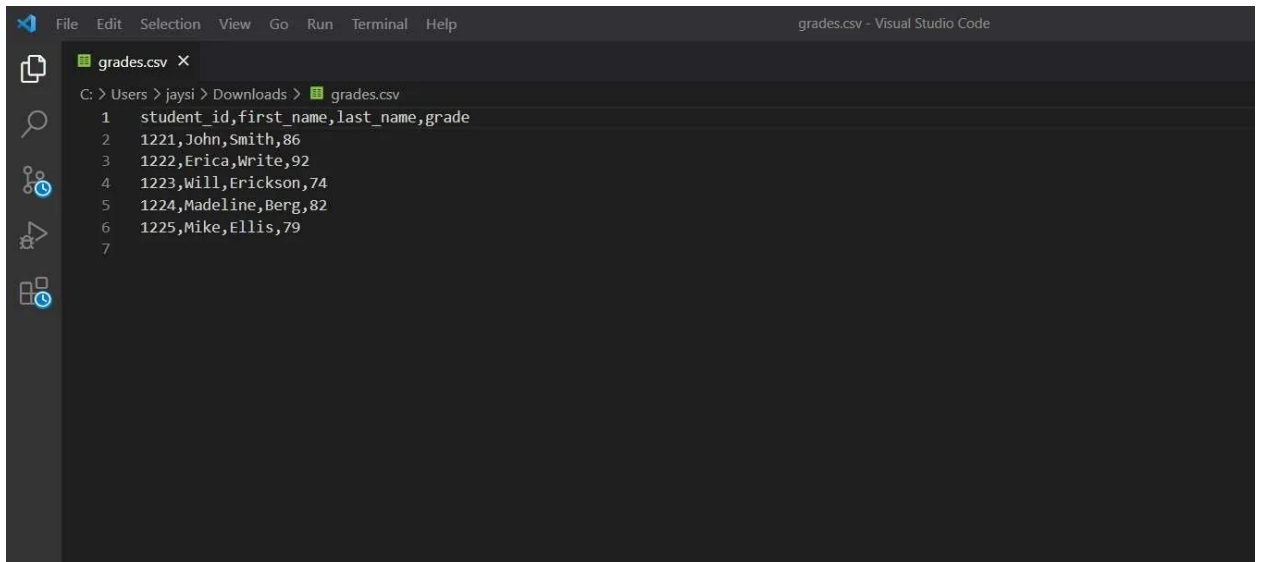 File Edit Selection View Go Run Terminal Help grades.csv - Visual Studio Code
grades.csv ×
C: > Users > jaysi > Downloads > grades.csv
1 student_id,first_name,last_name,grade
2 1221,John,Smith,86
3 1222,Erica,Write,92
4 1223,Will,Erickson,74
5 1224,Madeline,Berg,82
6 1225,Mike,Ellis,79
7